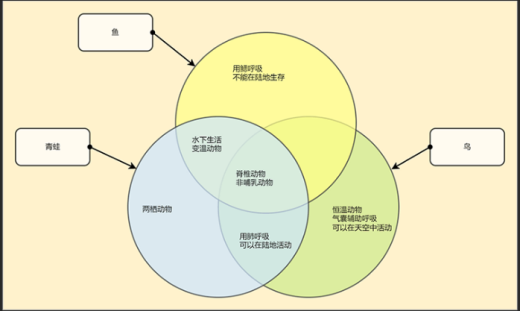 鱼
用鳃呼吸
不能在陆地生存
青蛙
水下生活
变温动物
鸟
脊椎动物
非哺乳动物
两栖动物
恒温动物
气囊辅助呼吸
可以在天空中活动
用肺呼吸
可以在陆地活动